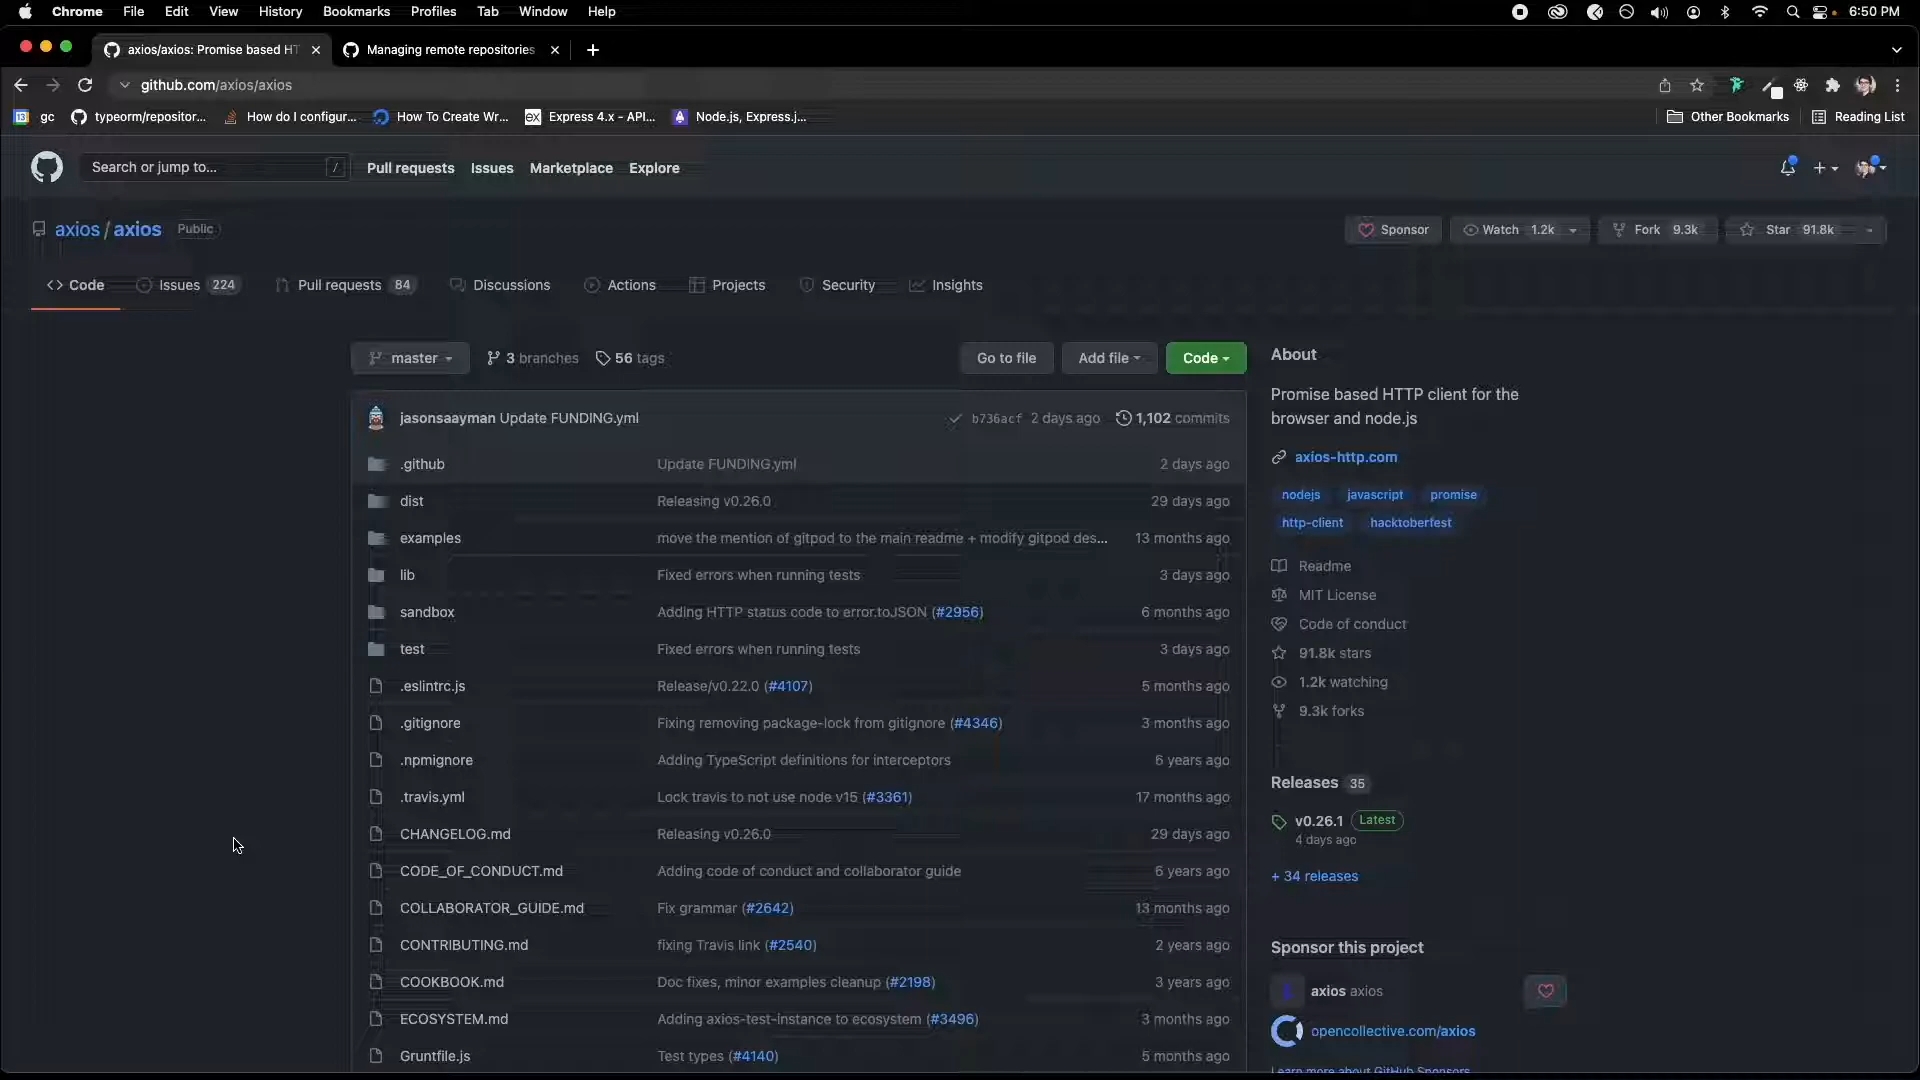 Chrome File Edit View History Bookmarks Profiles Tab Window Help 6:50 PM
axios/axios: Promise based HT Managing remote repositories
github.com/axios/axios
13 gc typeorm/repositor... How do I configur... How To Create Wr... ex Express 4.x - API... Node.js, Express.j... Other Bookmarks Reading List
Search or jump to... / Pull requests Issues Marketplace Explore
axios / axios Public Sponsor Watch 1.2k Fork 9.3k Star 91.8k
Code Issues 224 Pull requests 84 Discussions Actions Projects Security Insights
master 3 branches 56 tags Go to file Add file Code
jasonsaayman Update FUNDING.yml b736acf 2 days ago 1,102 commits
.github Update FUNDING.yml 2 days ago
dist Releasing v0.26.0 29 days ago
examples move the mention of gitpod to the main readme + modify gitpod des... 13 months ago
lib Fixed errors when running tests 3 days ago
sandbox Adding HTTP status code to error.toJSON (#2956) 6 months ago
test Fixed errors when running tests 3 days ago
.eslintrc.js Release/v0.22.0 (#4107) 5 months ago
.gitignore Fixing removing package-lock from gitignore (#4346) 3 months ago
.npmignore Adding TypeScript definitions for interceptors 6 years ago
.travis.yml Lock travis to not use node v15 (#3361) 17 months ago
CHANGELOG.md Releasing v0.26.0 29 days ago
CODE_OF_CONDUCT.md Adding code of conduct and collaborator guide 6 years ago
COLLABORATOR_GUIDE.md Fix grammar (#2642) 13 months ago
CONTRIBUTING.md fixing Travis link (#2540) 2 years ago
COOKBOOK.md Doc fixes, minor examples cleanup (#2198) 3 years ago
ECOSYSTEM.md Adding axios-test-instance to ecosystem (#3496) 3 months ago
Gruntfile.js Test types (#4140) 5 months ago
About
Promise based HTTP client for the
browser and node.js
axios-http.com
nodejs javascript promise
http-client hacktoberfest
Readme
MIT License
Code of conduct
91.8k stars
1.2k watching
9.3k forks
Releases 35
v0.26.1 Latest
4 days ago
+ 34 releases
Sponsor this project
axios axios
opencollective.com/axios
Learn more about GitHub Sponsors